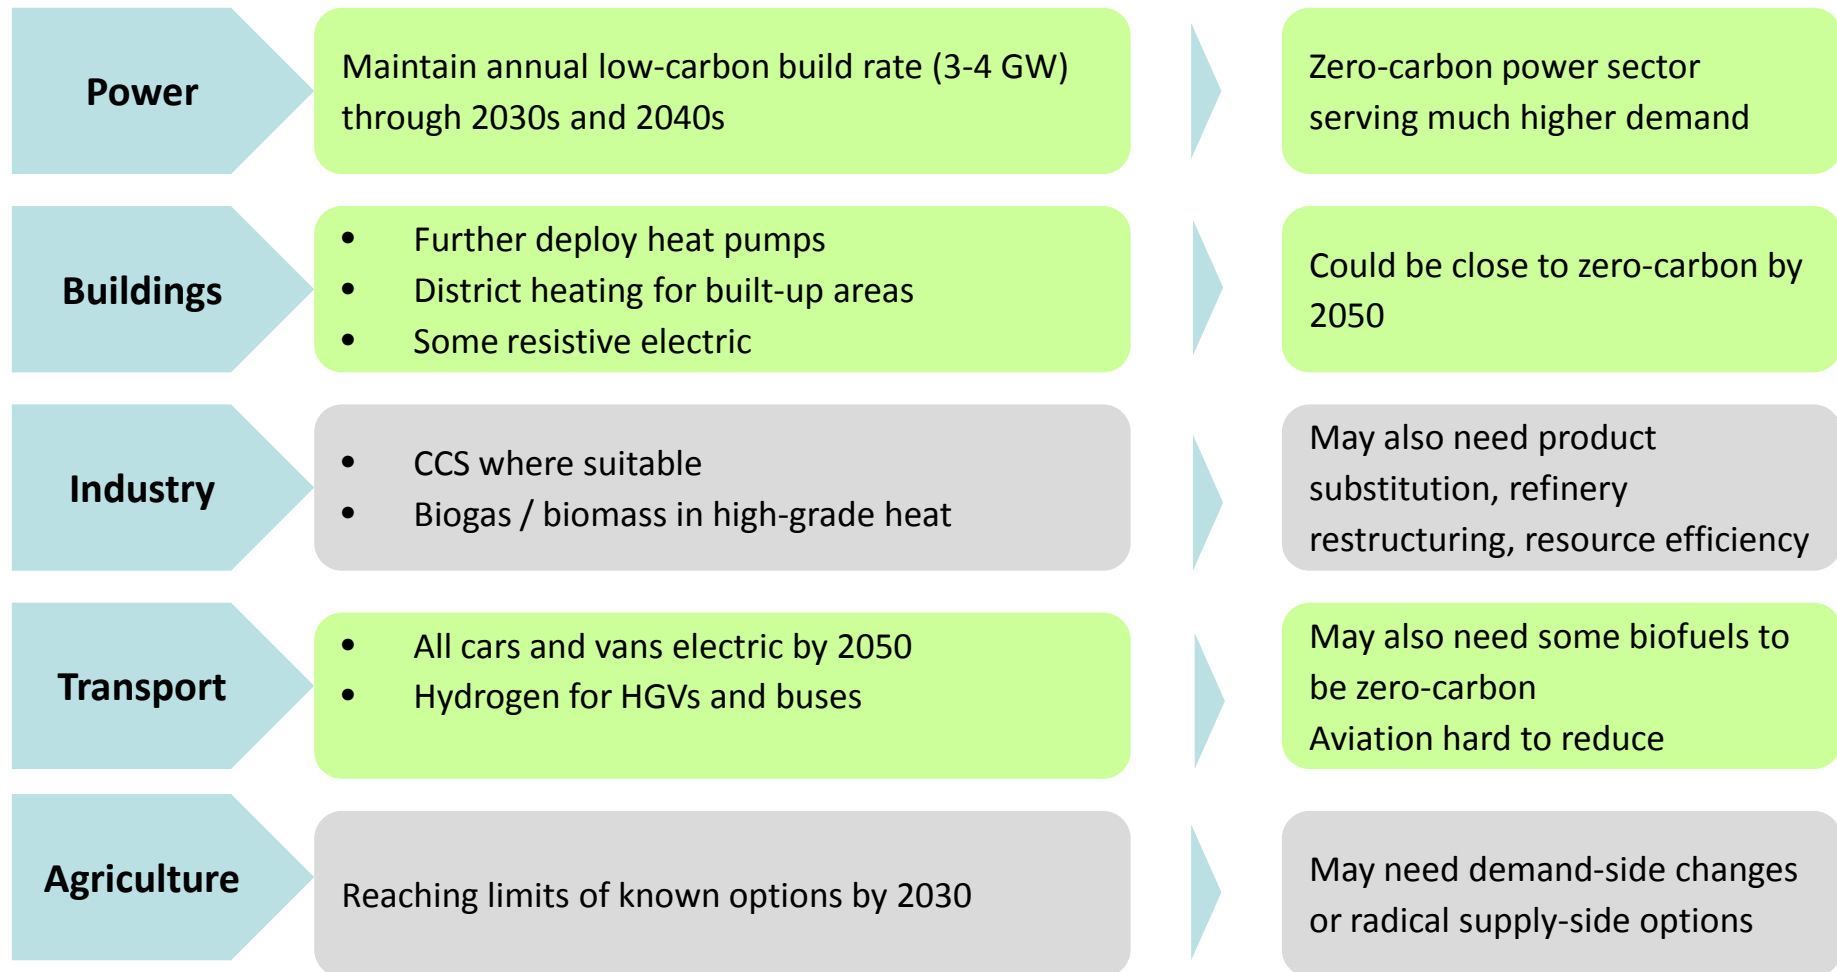 Power
Maintain annual low-carbon build rate (3-4 GW)
through 2030s and 2040s
Zero-carbon power sector
serving much higher demand
Buildings
• Further deploy heat pumps
• District heating for built-up areas
• Some resistive electric
Could be close to zero-carbon by
2050
Industry
• CCS where suitable
• Biogas / biomass in high-grade heat
May also need product
substitution, refinery
restructuring, resource efficiency
Transport
• All cars and vans electric by 2050
• Hydrogen for HGVs and buses
May also need some biofuels to
be zero-carbon
Aviation hard to reduce
Agriculture
Reaching limits of known options by 2030
May need demand-side changes
or radical supply-side options